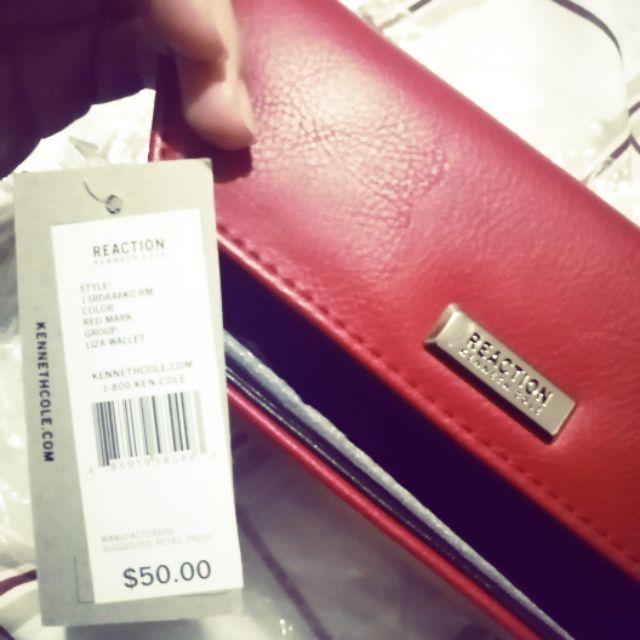 REACTION
KENNETH COLE
STYLE:
COLOR:
RED MARK
GROUP:
LIZA WALLET
KENNETHCOLE.COM
1-800-KEN-COLE
MANUFACTURERS
SUGGESTED RETAIL PRICE
$50.00
KENNETHCOLE.COM
REACTION
KENNETH COLE